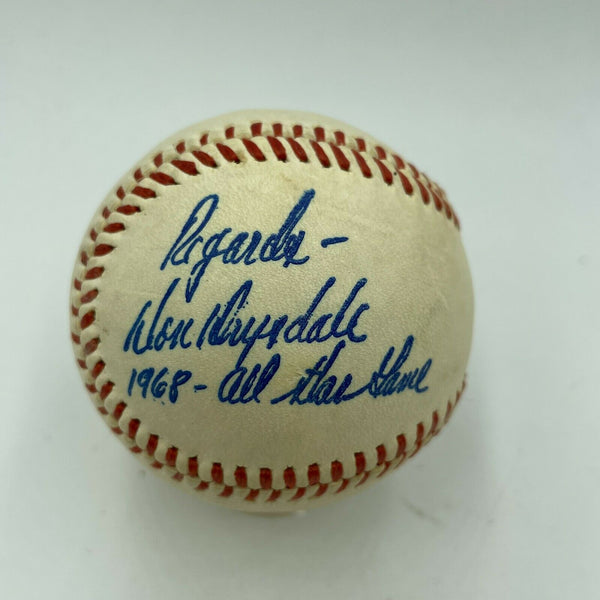 Regards -
Don Drysdale
1968 - All Star Game